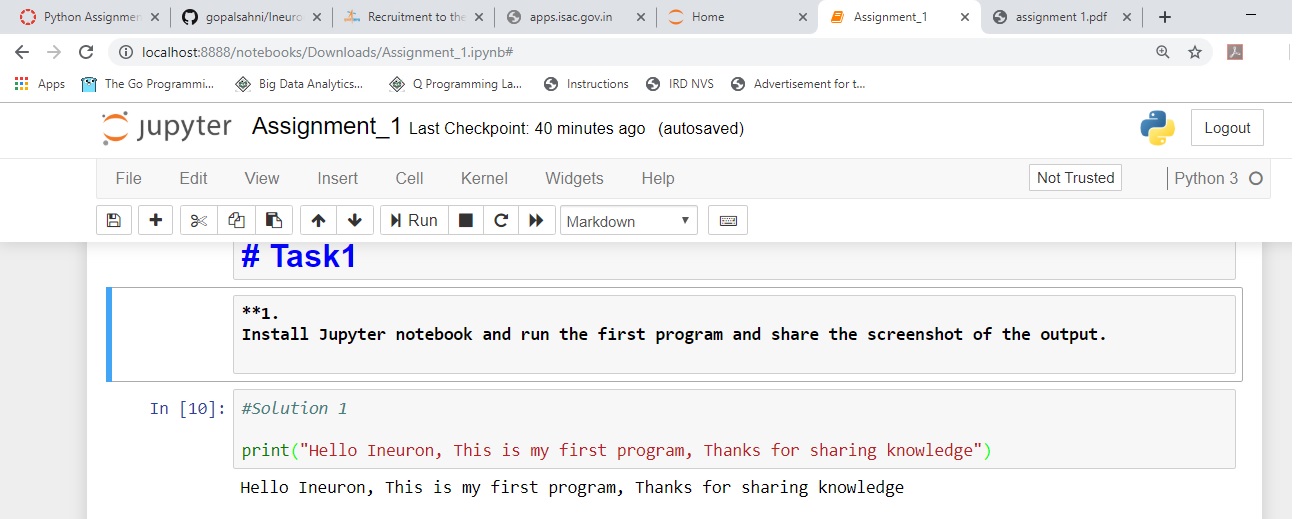 Python Assignmen
gopalsahni/Ineuro
Recruitment to the
apps.isac.gov.in
Home
Assignment_1
assignment 1.pdf
localhost:8888/notebooks/Downloads/Assignment_1.ipynb#
Apps
The Go Programmi...
Big Data Analytics...
Q Programming La...
Instructions
IRD NVS
Advertisement for t...
jupyter Assignment_1 Last Checkpoint: 40 minutes ago (autosaved)
Logout
File Edit View Insert Cell Kernel Widgets Help
Not Trusted
Python 3
Run
Markdown
# Task1
**1.
Install Jupyter notebook and run the first program and share the screenshot of the output.
In [10]: #Solution 1
print("Hello Ineuron, This is my first program, Thanks for sharing knowledge")
Hello Ineuron, This is my first program, Thanks for sharing knowledge